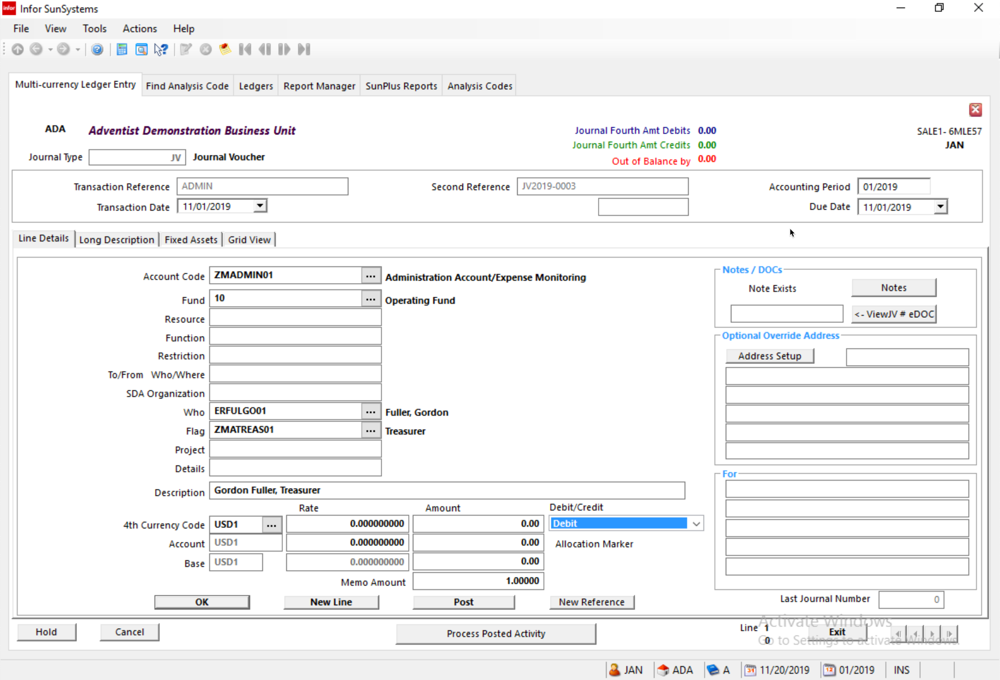 infor Infor SunSystems
File View Tools Actions Help
Multi-currency Ledger Entry Find Analysis Code Ledgers Report Manager SunPlus Reports Analysis Codes
ADA Adventist Demonstration Business Unit
Journal Fourth Amt Debits 0.00
SALE1- 6MLE57
Journal Fourth Amt Credits 0.00
JAN
Journal Type JV Journal Voucher
Out of Balance by 0.00
Transaction Reference ADMIN Second Reference JV2019-0003 Accounting Period 01/2019
Transaction Date 11/01/2019 Due Date 11/01/2019
Line Details Long Description Fixed Assets Grid View
Account Code ZMADMIN01 ... Administration Account/Expense Monitoring
Fund 10 ... Operating Fund
Resource
Function
Restriction
To/From Who/Where
SDA Organization
Who ERFULGO01 ... Fuller, Gordon
Flag ZMATREAS01 ... Treasurer
Project
Details
Description Gordon Fuller, Treasurer
Rate Amount Debit/Credit
4th Currency Code USD1 ... 0.000000000 0.00 Debit
Account USD1 0.000000000 0.00 Allocation Marker
Base USD1 0.000000000 0.00
Memo Amount 1.00000
OK New Line Post New Reference
Notes / DOCs
Note Exists Notes
<- ViewJV # eDOC
Optional Override Address
Address Setup
For
Last Journal Number 0
Hold Cancel Process Posted Activity Line 1 Exit
0
Activate Windows
Go to Settings to activate Windows.
JAN ADA A 31 11/20/2019 12 01/2019 INS